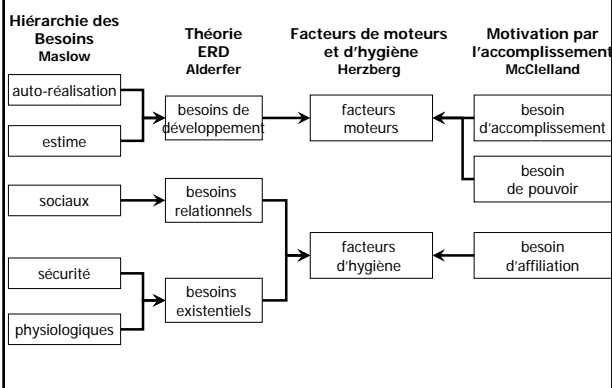 Hiérarchie des
Besoins
Maslow
Théorie
ERD
Alderfer
Facteurs de moteurs
et d'hygiène
Herzberg
Motivation par
l'accomplissement
McClelland
auto-réalisation
estime
sociaux
sécurité
physiologiques
besoins de
développement
besoins
relationnels
besoins
existentiels
facteurs
moteurs
facteurs
d'hygiène
besoin
d'accomplissement
besoin
de pouvoir
besoin
d'affiliation